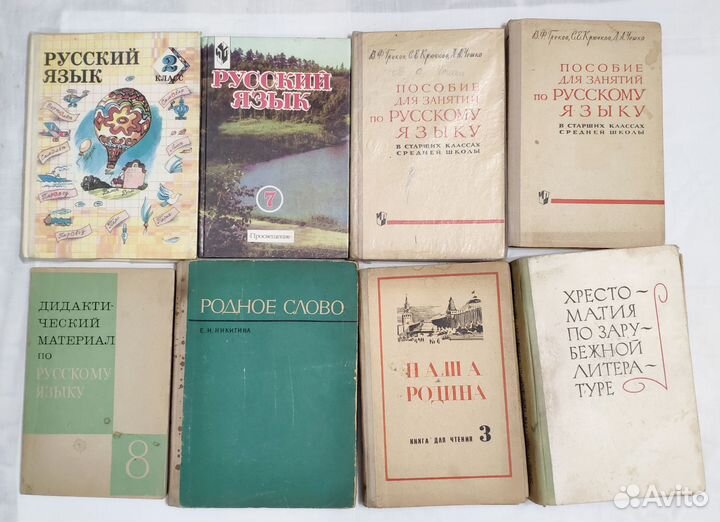 РУССКИЙ
ЯЗЫК
2
КЛАСС
РУССКИЙ
ЯЗЫК
7
Просвещение
В.Ф.Греков, С.Е.Крючков, Л.А.Чешко
ПОСОБИЕ
ДЛЯ ЗАНЯТИЙ
ПО РУССКОМУ
ЯЗЫКУ
В СТАРШИХ КЛАССАХ
СРЕДНЕЙ ШКОЛЫ
В.Ф.Греков, С.Е.Крючков, Л.А.Чешко
ПОСОБИЕ
ДЛЯ ЗАНЯТИЙ
ПО РУССКОМУ
ЯЗЫКУ
В СТАРШИХ КЛАССАХ
СРЕДНЕЙ ШКОЛЫ
ДИДАКТИ-
ЧЕСКИЙ
МАТЕРИАЛ
ПО
РУССКОМУ
ЯЗЫКУ
8
РОДНОЕ СЛОВО
Е. И. НИКИТИНА
НАША
РОДИНА
КНИГА ДЛЯ ЧТЕНИЯ 3
ХРЕСТО-
МАТИЯ
ПО ЗАРУ-
БЕЖНОЙ
ЛИТЕРА-
ТУРЕ
Avito